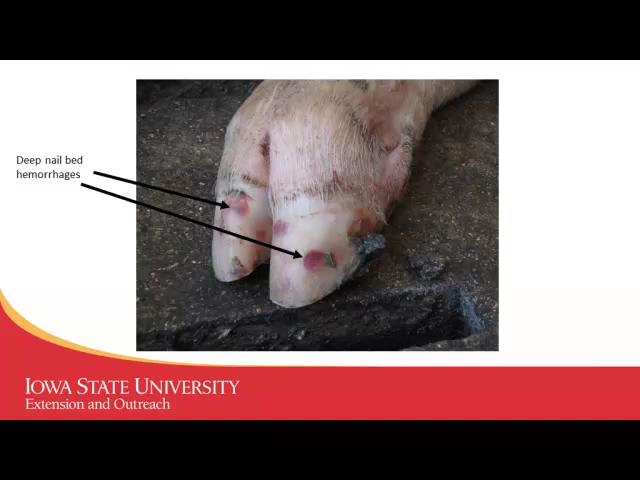 Deep nail bed
hemorrhages
IOWA STATE UNIVERSITY
Extension and Outreach